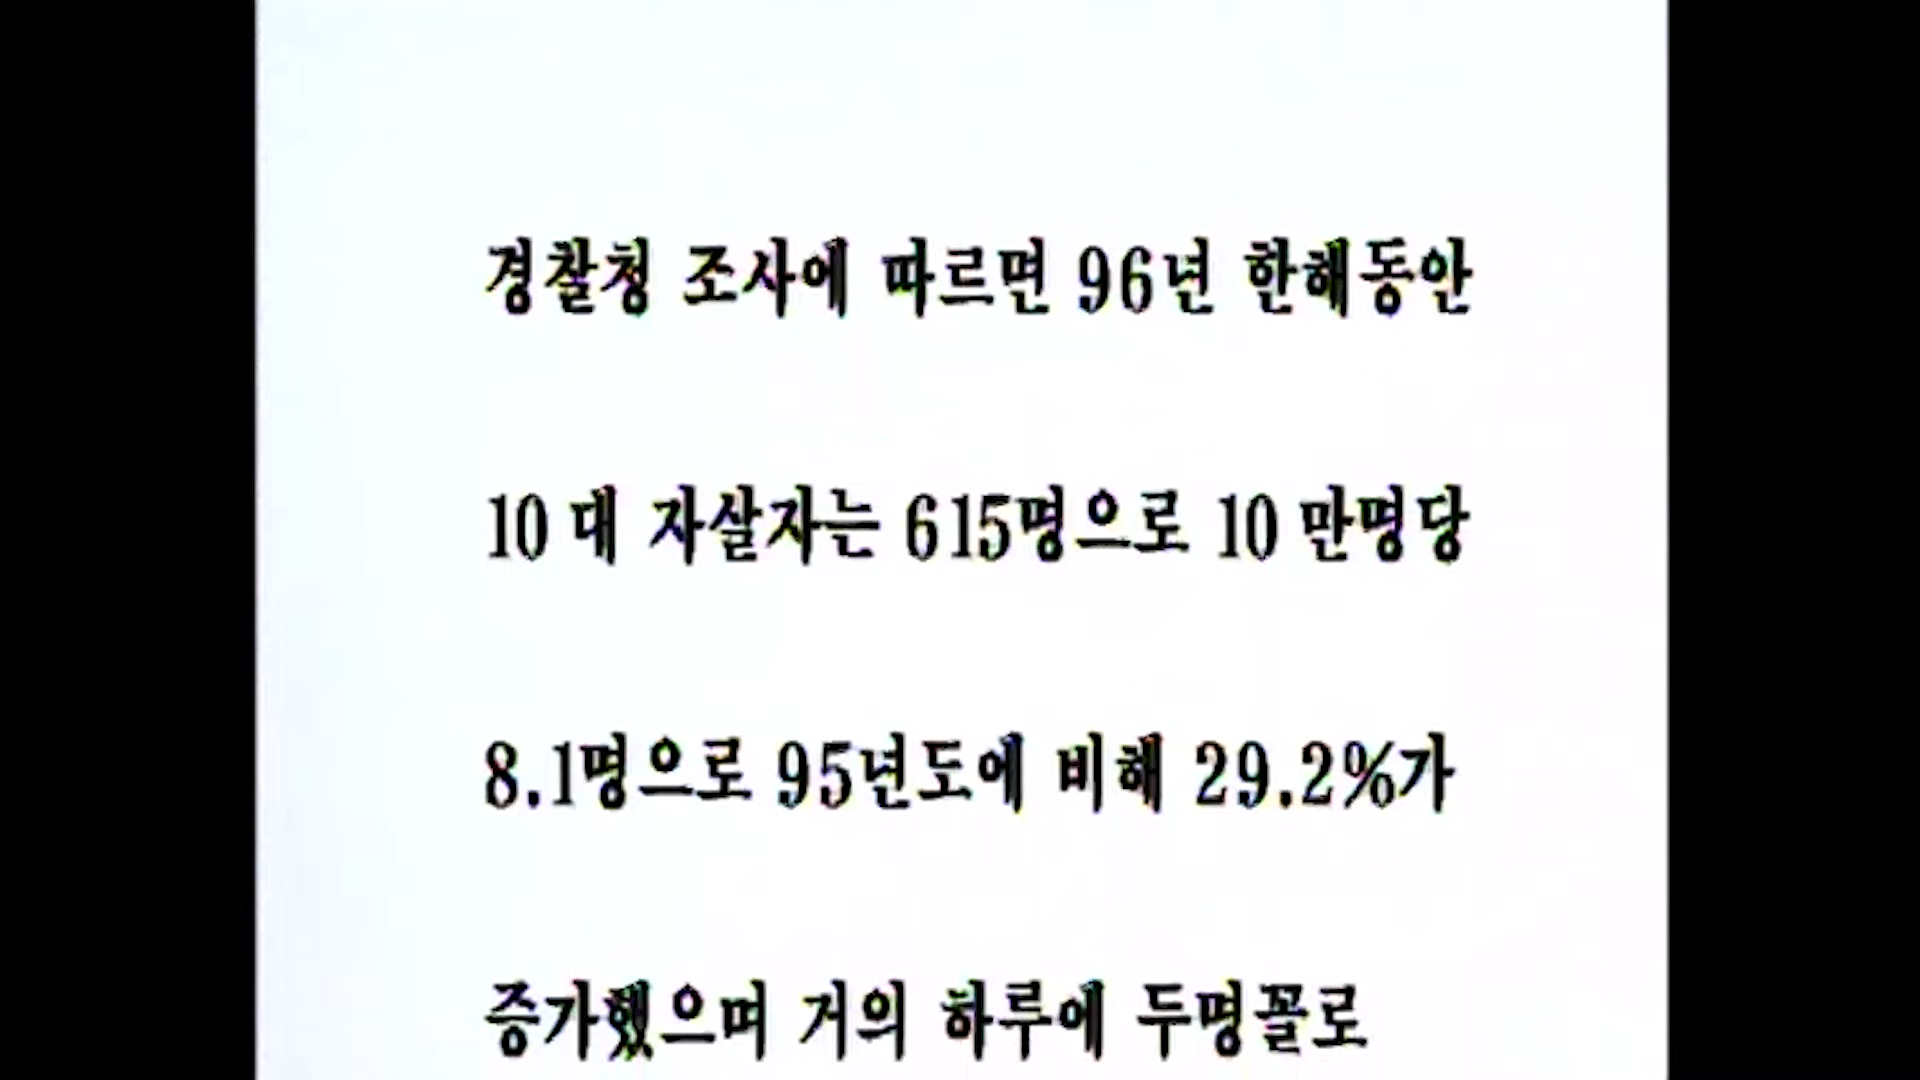 경찰청 조사에 따르면 96년 한해동안
10 대 자살자는 615명으로 10 만명당
8.1명으로 95년도에 비해 29.2%가
증가했으며 거의 하루에 두명꼴로